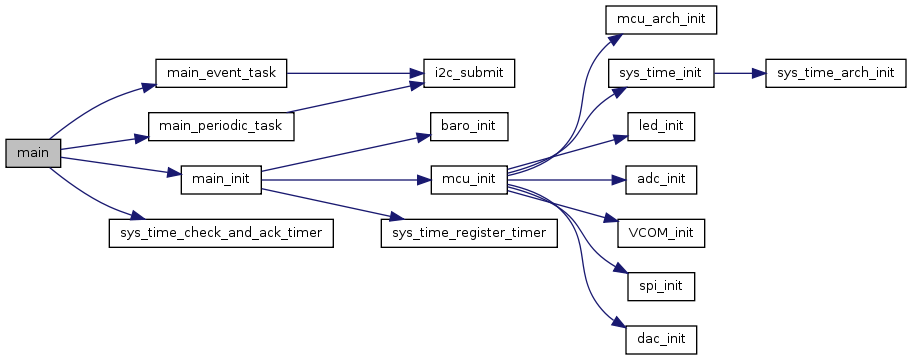 main
main_event_task
main_periodic_task
main_init
sys_time_check_and_ack_timer
i2c_submit
baro_init
mcu_init
sys_time_register_timer
mcu_arch_init
sys_time_init
led_init
adc_init
VCOM_init
spi_init
dac_init
sys_time_arch_init